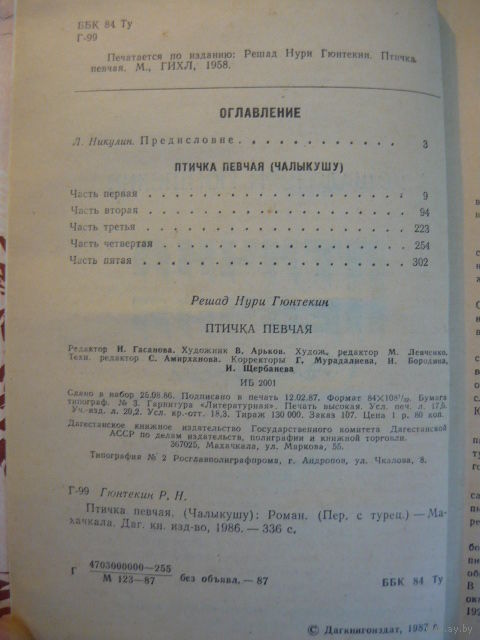 ББК 84 Ту
Г-99
Печатается по изданию: Решад Нури Гюнтекин. Птичка
певчая. М., ГИХЛ, 1958.
ОГЛАВЛЕНИЕ
Л. Никулин. Предисловие . . . . . . . . . . . . 3
ПТИЧКА ПЕВЧАЯ (ЧАЛЫКУШУ)
Часть первая . . . . . . . . . . . . . . . . . . 9
Часть вторая . . . . . . . . . . . . . . . . . . 94
Часть третья . . . . . . . . . . . . . . . . . . 223
Часть четвертая . . . . . . . . . . . . . . . . . 254
Часть пятая . . . . . . . . . . . . . . . . . . 302
Решад Нури Гюнтекин
ПТИЧКА ПЕВЧАЯ
Редактор И. Гасанова. Художник В. Арьков. Худож. редактор М. Левченко.
Техн. редактор С. Амирханова. Корректоры Г. Мурадалиева, И. Бородина,
И. Щербанева
ИБ 2001
Сдано в набор 25.08.86. Подписано в печать 12.02.87. Формат 84×108¹/₃₂. Бумага
типограф. № 3. Гарнитура «Литературная». Печать высокая. Усл. печ. л. 17,6.
Уч.-изд. л. 20,2. Усл. кр.-отт. 18,3. Тираж 130 000. Заказ 107. Цена 1 р. 80 коп.
Дагестанское книжное издательство Государственного комитета Дагестанской
АССР по делам издательств, полиграфии и книжной торговли.
367025, Махачкала, ул. Маркова, 55.
Типография № 2 Росглавполиграфпрома, г. Андропов, ул. Чкалова, 8.
Г-99 Гюнтекин Р. Н.
Птичка певчая. (Чалыкушу): Роман. (Пер. с турец.) — Ма-
хачкала. Даг. кн. изд-во, 1986. — 336 с.
Г 4703000000—255
М 123—87 без объявл. — 87
ББК 84 Ту
© Дагкнигоиздат, 1987 г.